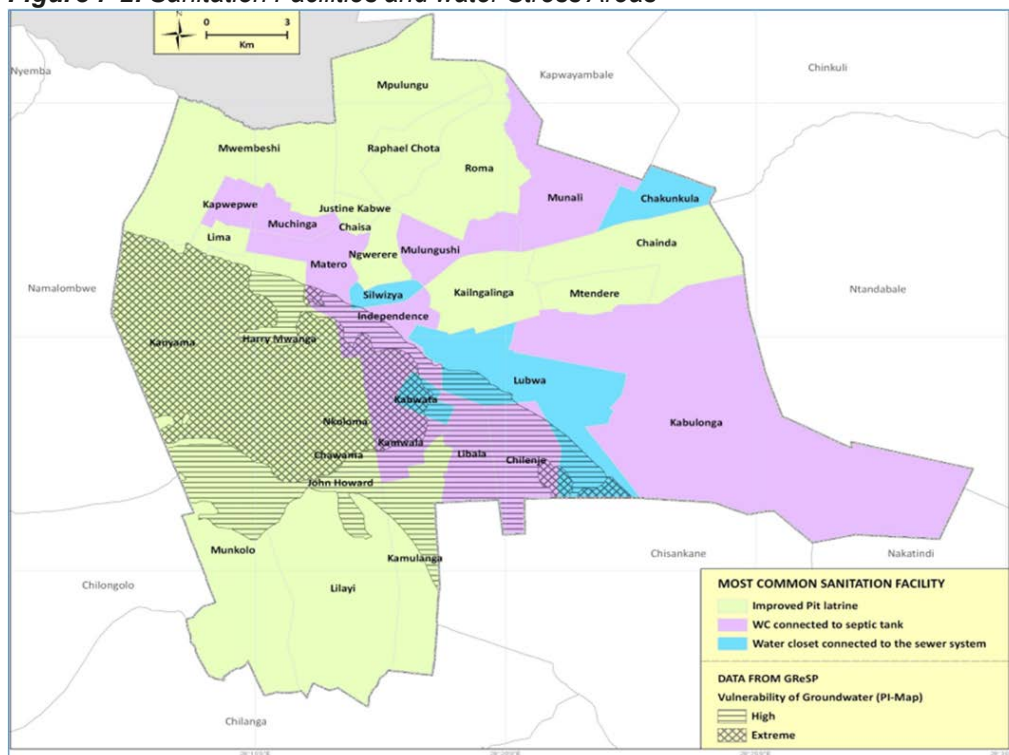 Figure 7-2. Sanitation Facilities and Water Stress Areas
N
0 3
Km
Nyemba
Kapwayambale
Chinkuli
Mpulungu
Mwembeshi
Raphael Chota
Roma
Munali
Chakunkula
Kapwepwe
Justine Kabwe
Muchinga
Chaisa
Lima
Ngwerere
Mulungushi
Chainda
Matero
Namalombwe
Silwizya
Kailngalinga
Mtendere
Ntandabale
Independence
Kanyama
Harry Mwanga
Lubwa
Kabwata
Nkoloma
Kabulonga
Kamwala
Chawama
Libala
Chilenje
John Howard
Munkolo
Kamulanga
Chisankane
Nakatindi
Chilongolo
Lilayi
Chilanga
MOST COMMON SANITATION FACILITY
Improved Pit latrine
WC connected to septic tank
Water closet connected to the sewer system
DATA FROM GReSP
Vulnerability of Groundwater (PI-Map)
High
Extreme